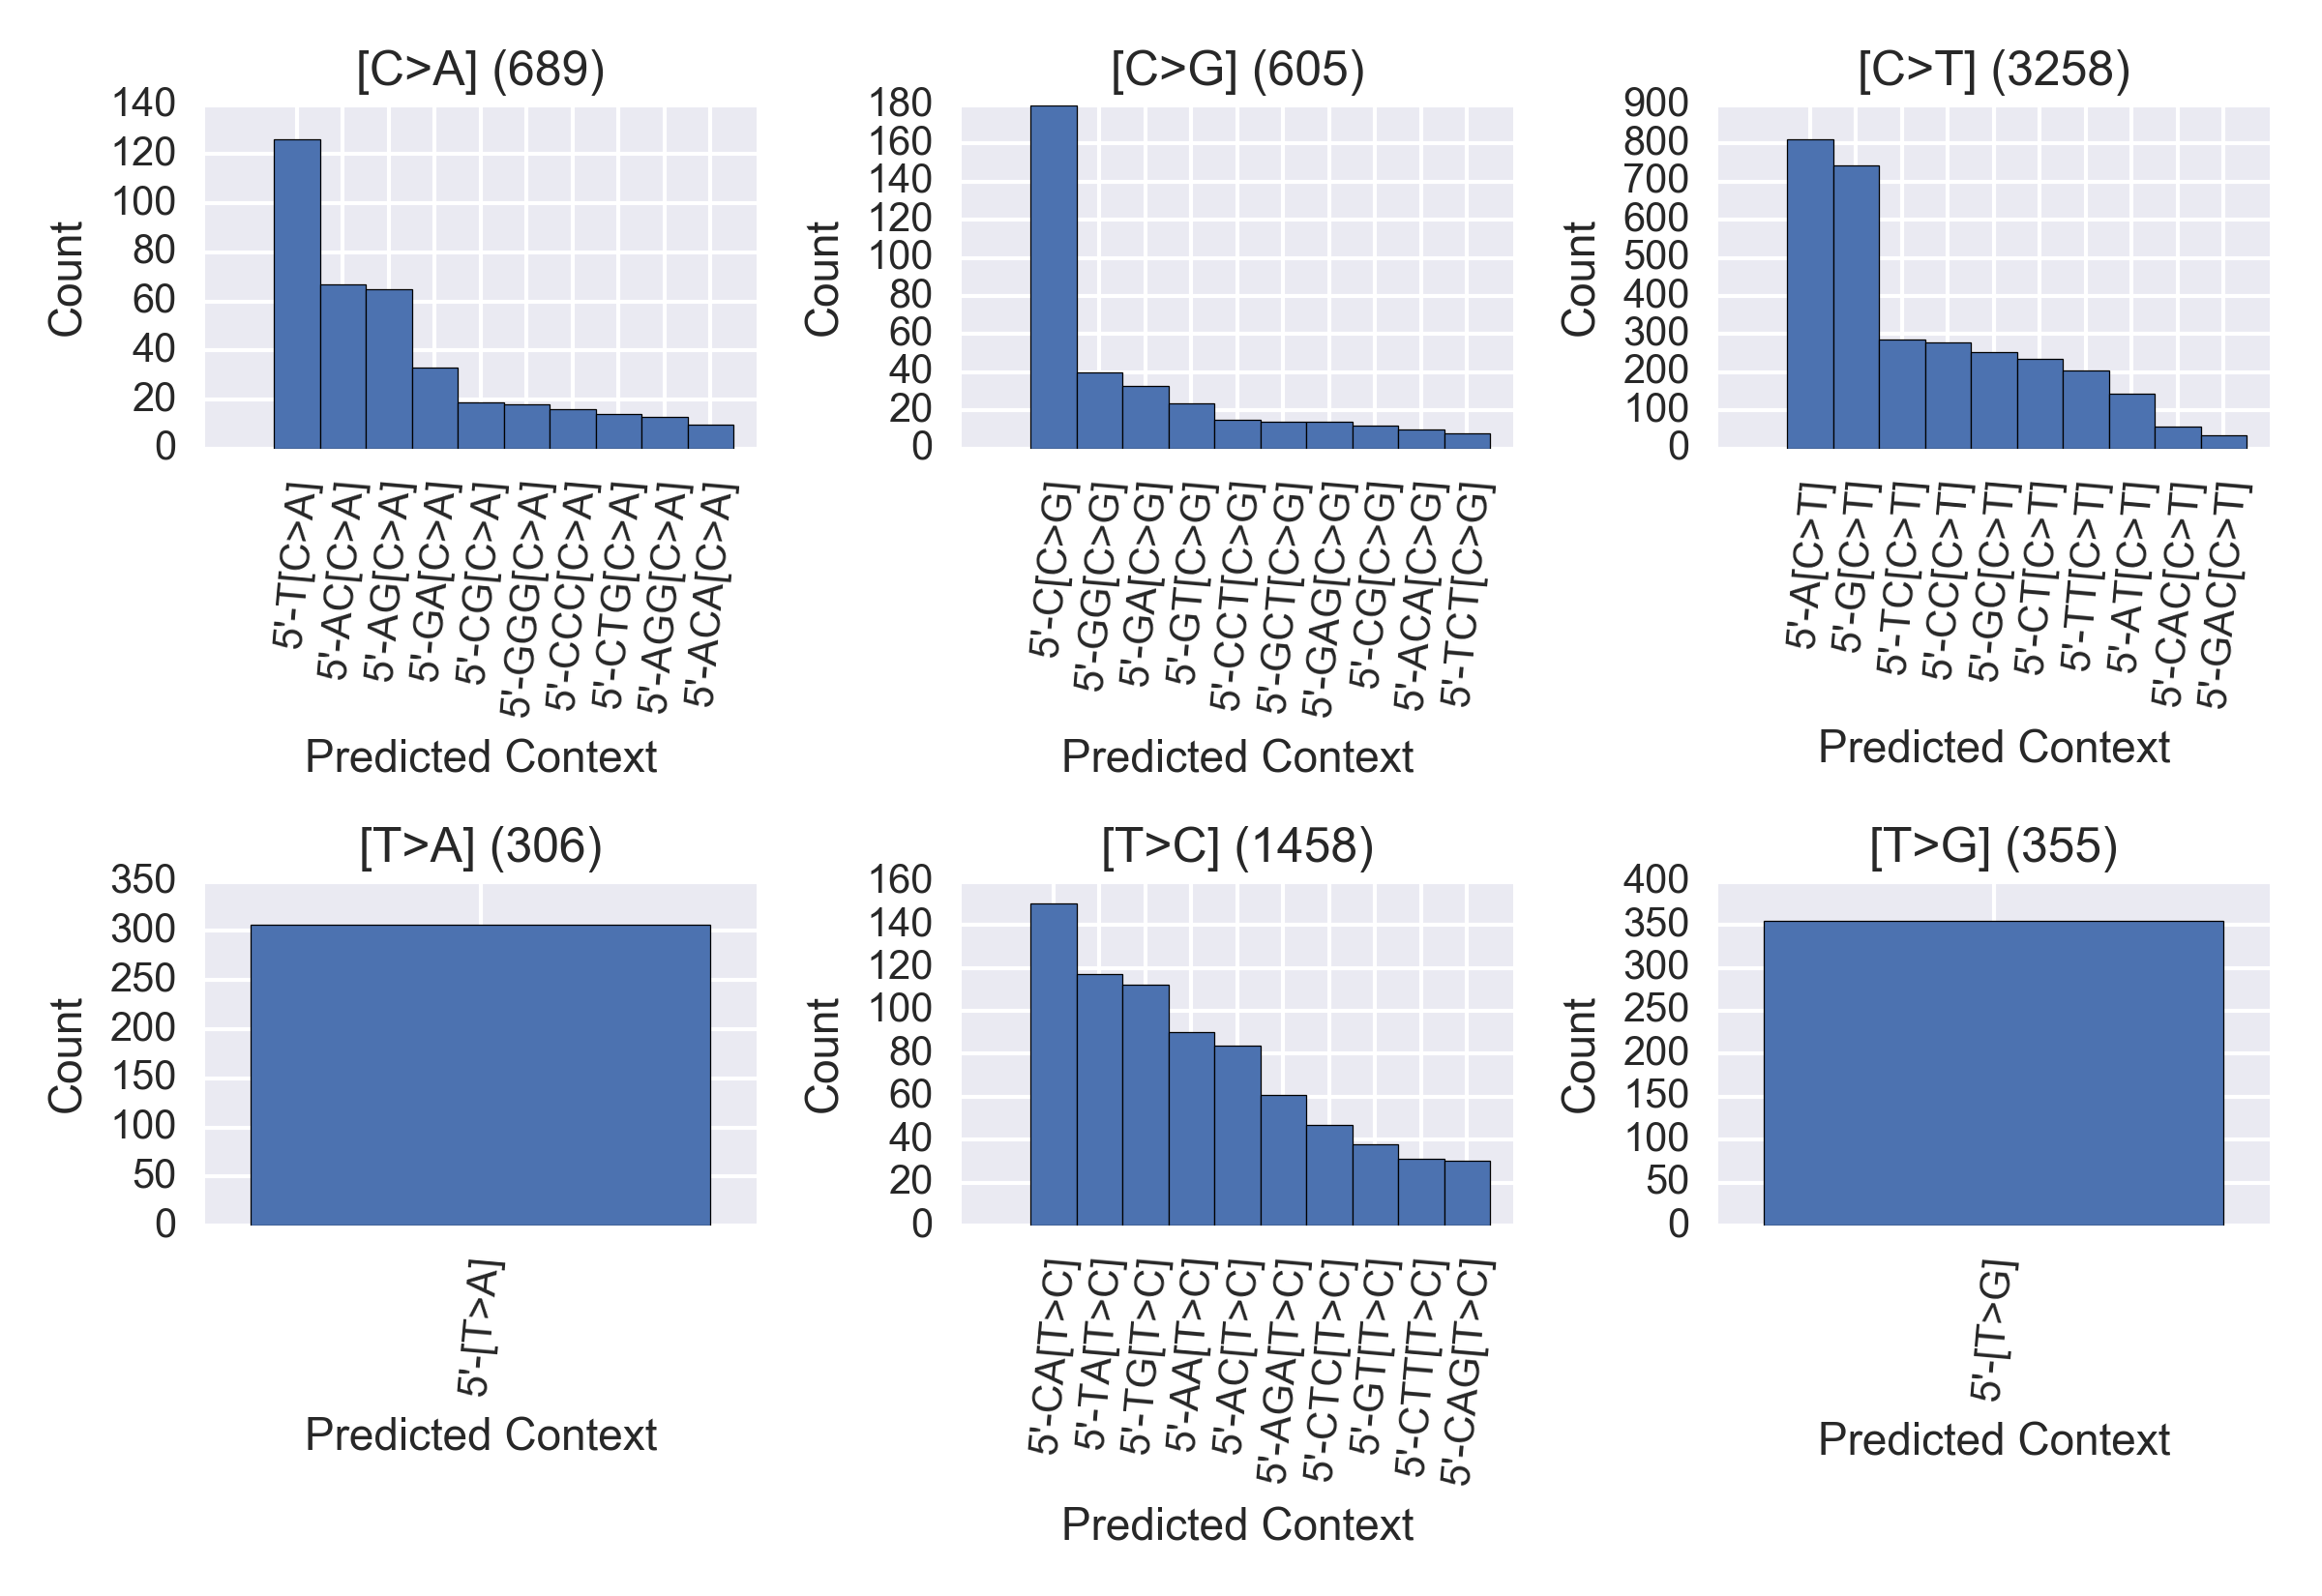 [C>A] (689)
140
120
100
80
60
40
20
0
Count
5'-T[C>A]
5'-AC[C>A]
5'-AG[C>A]
5'-GA[C>A]
5'-CG[C>A]
5'-GGG[C>A]
5'-CCC[C>A]
5'-CTG[C>A]
5'-AGG[C>A]
5'-ACA[C>A]
Predicted Context
[C>G] (605)
180
160
140
120
100
80
60
40
20
0
Count
5'-C[C>G]
5'-GG[C>G]
5'-GA[C>G]
5'-GT[C>G]
5'-CCT[C>G]
5'-GCT[C>G]
5'-GAG[C>G]
5'-CG[C>G]
5'-ACA[C>G]
5'-TCT[C>G]
Predicted Context
[C>T] (3258)
900
800
700
600
500
400
300
200
100
0
Count
5'-A[C>T]
5'-G[C>T]
5'-TC[C>T]
5'-CC[C>T]
5'-GC[C>T]
5'-CT[C>T]
5'-TT[C>T]
5'-AT[C>T]
5'-CAC[C>T]
5'-GAC[C>T]
Predicted Context
[T>A] (306)
350
300
250
200
150
100
50
0
Count
5'-[T>A]
Predicted Context
[T>C] (1458)
160
140
120
100
80
60
40
20
0
Count
5'-CA[T>C]
5'-TA[T>C]
5'-TG[T>C]
5'-AA[T>C]
5'-AC[T>C]
5'-AGA[T>C]
5'-CTC[T>C]
5'-GT[T>C]
5'-CTT[T>C]
5'-CAG[T>C]
Predicted Context
[T>G] (355)
400
350
300
250
200
150
100
50
0
Count
5'-[T>G]
Predicted Context